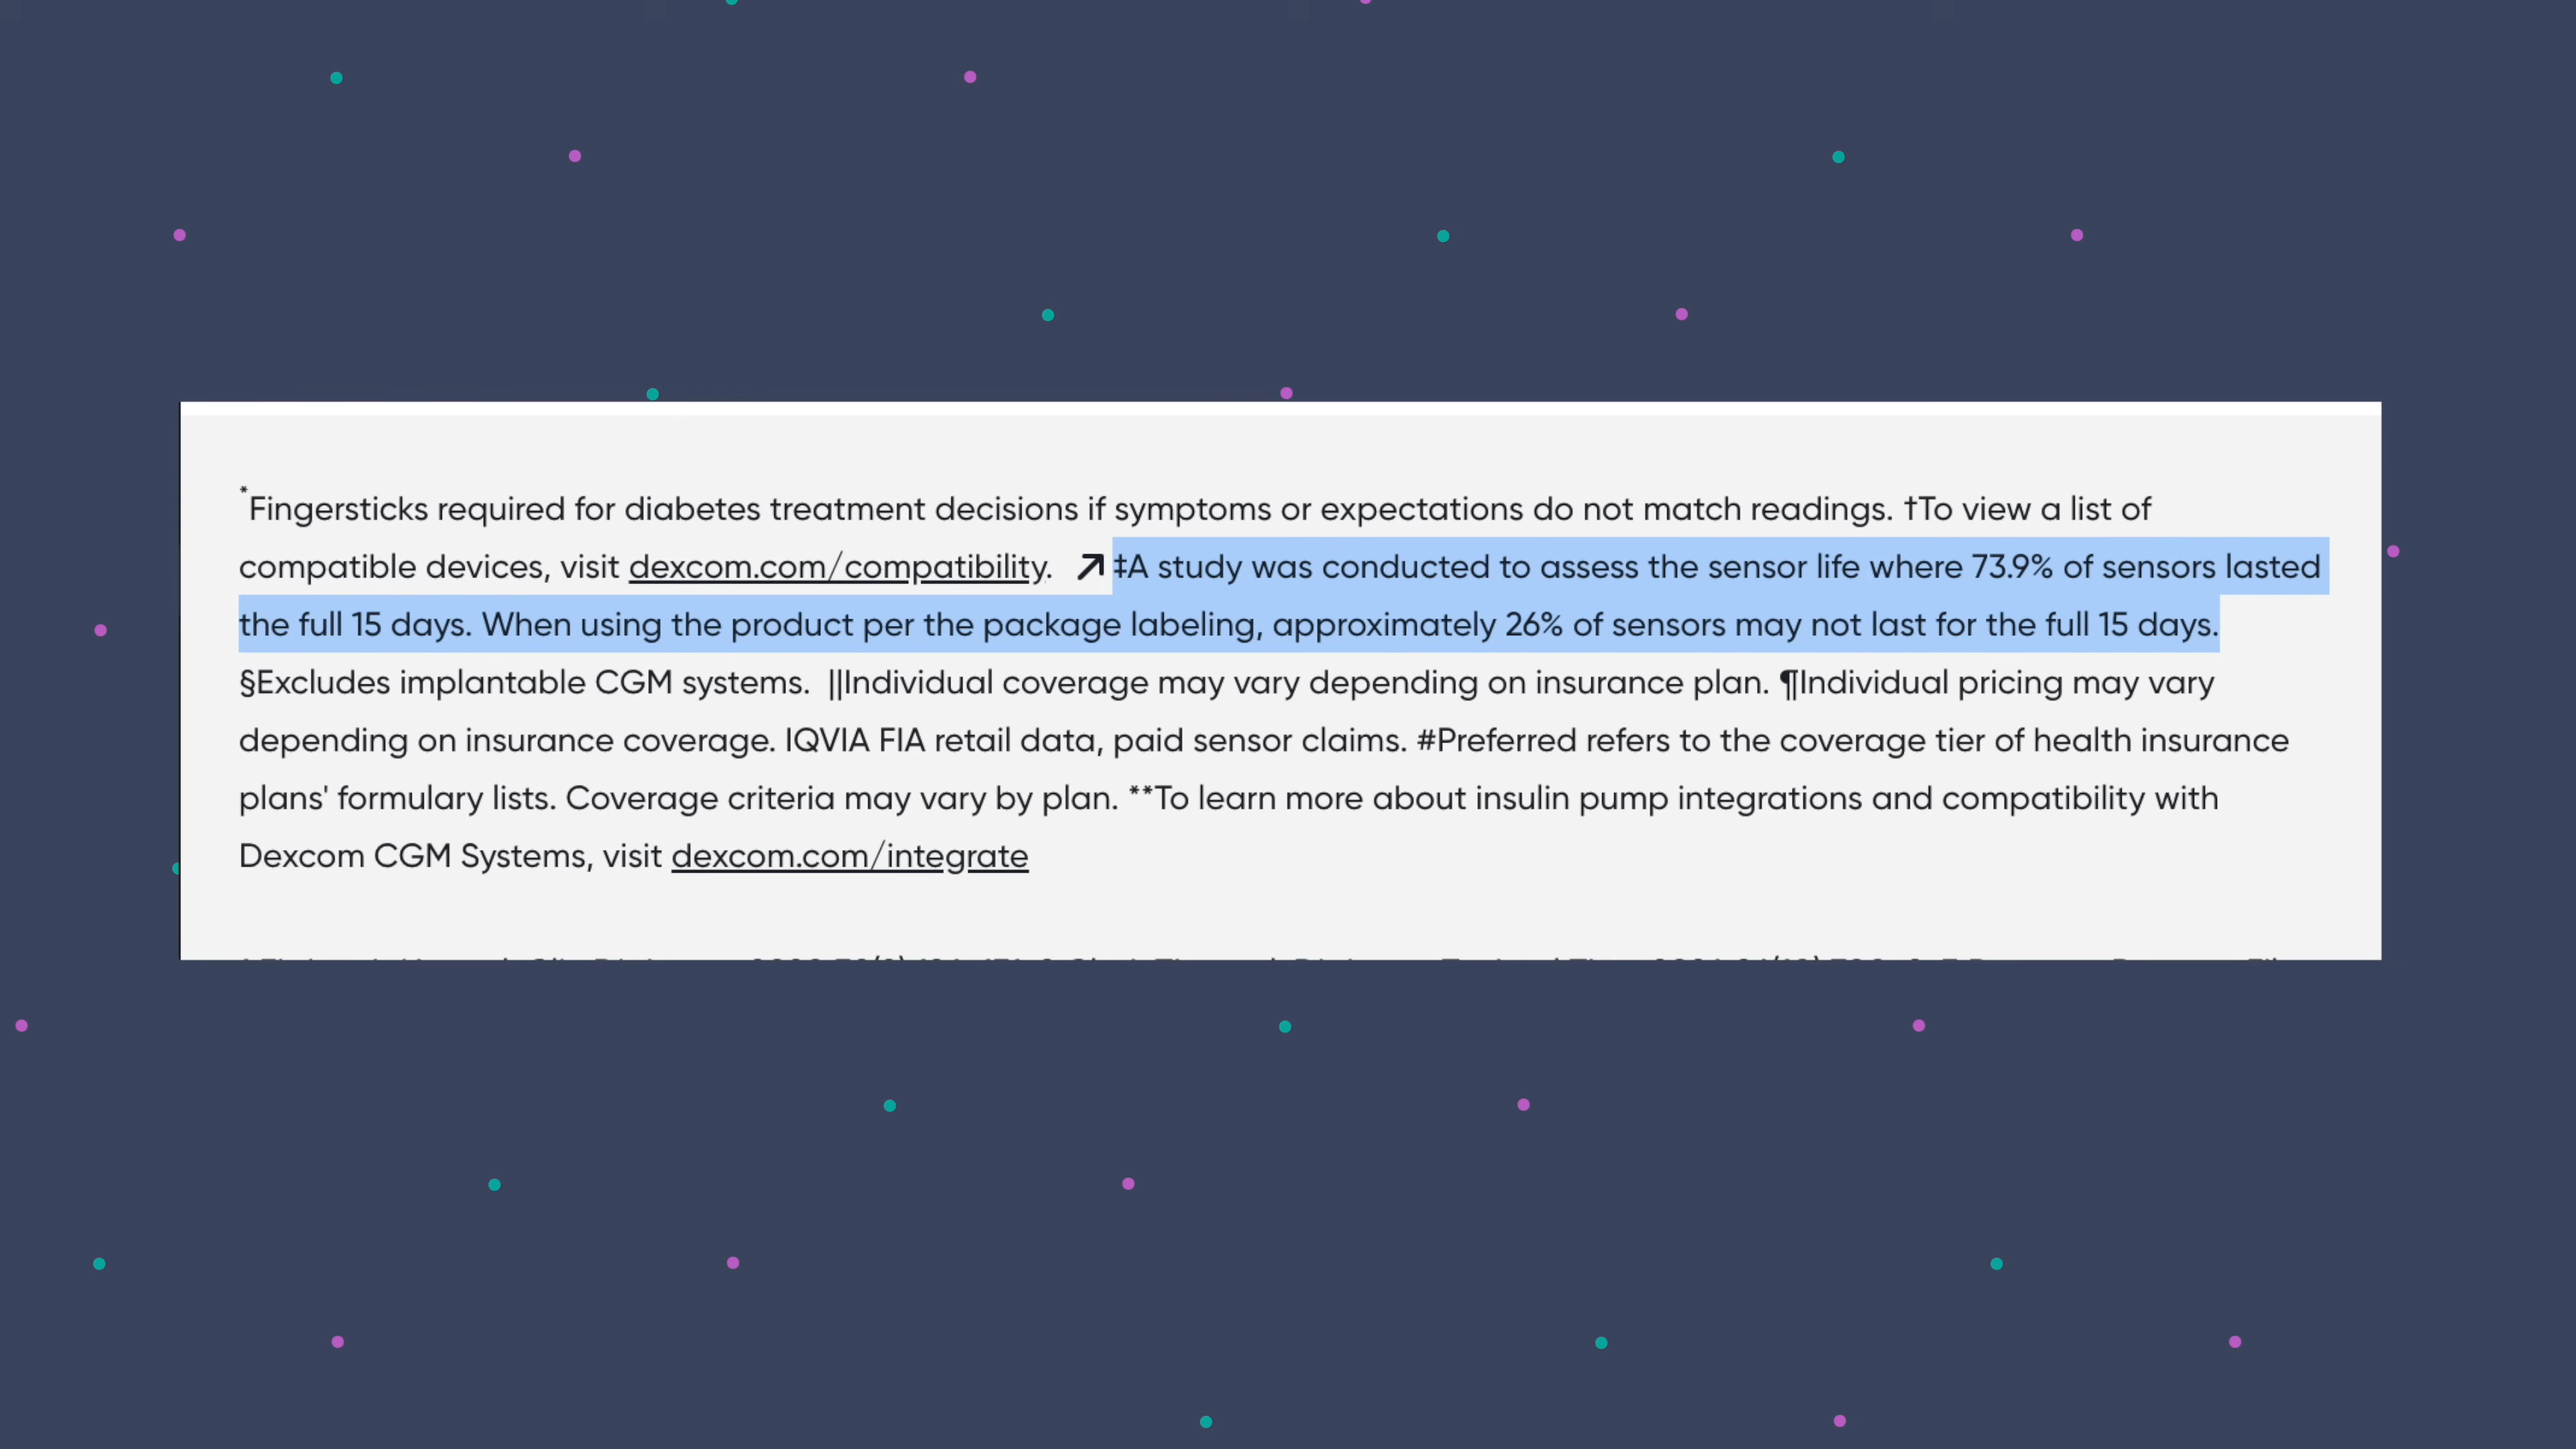 *Fingersticks required for diabetes treatment decisions if symptoms or expectations do not match readings. †To view a list of
compatible devices, visit dexcom.com/compatibility. ↗ ‡A study was conducted to assess the sensor life where 73.9% of sensors lasted
the full 15 days. When using the product per the package labeling, approximately 26% of sensors may not last for the full 15 days.
§Excludes implantable CGM systems. ||Individual coverage may vary depending on insurance plan. ¶Individual pricing may vary
depending on insurance coverage. IQVIA FIA retail data, paid sensor claims. #Preferred refers to the coverage tier of health insurance
plans' formulary lists. Coverage criteria may vary by plan. **To learn more about insulin pump integrations and compatibility with
Dexcom CGM Systems, visit dexcom.com/integrate